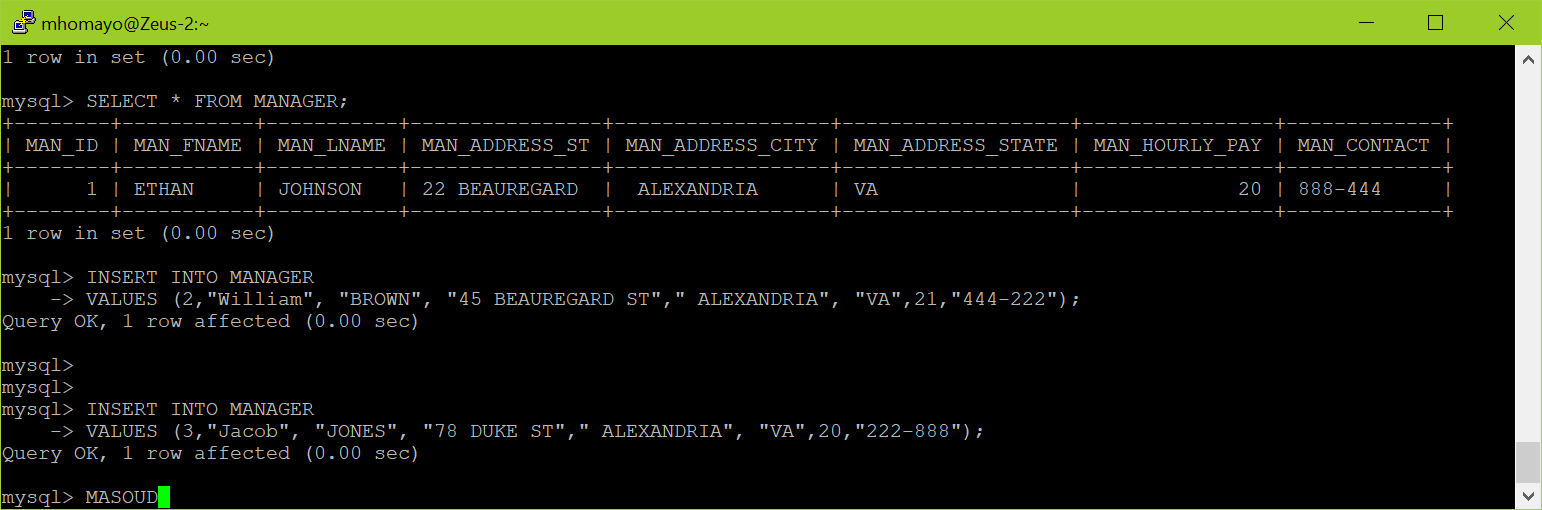 mhomayo@Zeus-2:~
1 row in set (0.00 sec)
mysql> SELECT * FROM MANAGER;
+--------+-----------+-----------+----------------+------------------+-------------------+----------------+-------------+
| MAN_ID | MAN_FNAME | MAN_LNAME | MAN_ADDRESS_ST | MAN_ADDRESS_CITY | MAN_ADDRESS_STATE | MAN_HOURLY_PAY | MAN_CONTACT |
+--------+-----------+-----------+----------------+------------------+-------------------+----------------+-------------+
|      1 | ETHAN     | JOHNSON   | 22 BEAUREGARD  |  ALEXANDRIA      | VA                |             20 | 888-444     |
+--------+-----------+-----------+----------------+------------------+-------------------+----------------+-------------+
1 row in set (0.00 sec)
mysql> INSERT INTO MANAGER
    -> VALUES (2,"William", "BROWN", "45 BEAUREGARD ST"," ALEXANDRIA", "VA",21,"444-222");
Query OK, 1 row affected (0.00 sec)
mysql>
mysql>
mysql> INSERT INTO MANAGER
    -> VALUES (3,"Jacob", "JONES", "78 DUKE ST"," ALEXANDRIA", "VA",20,"222-888");
Query OK, 1 row affected (0.00 sec)
mysql> MASOUD